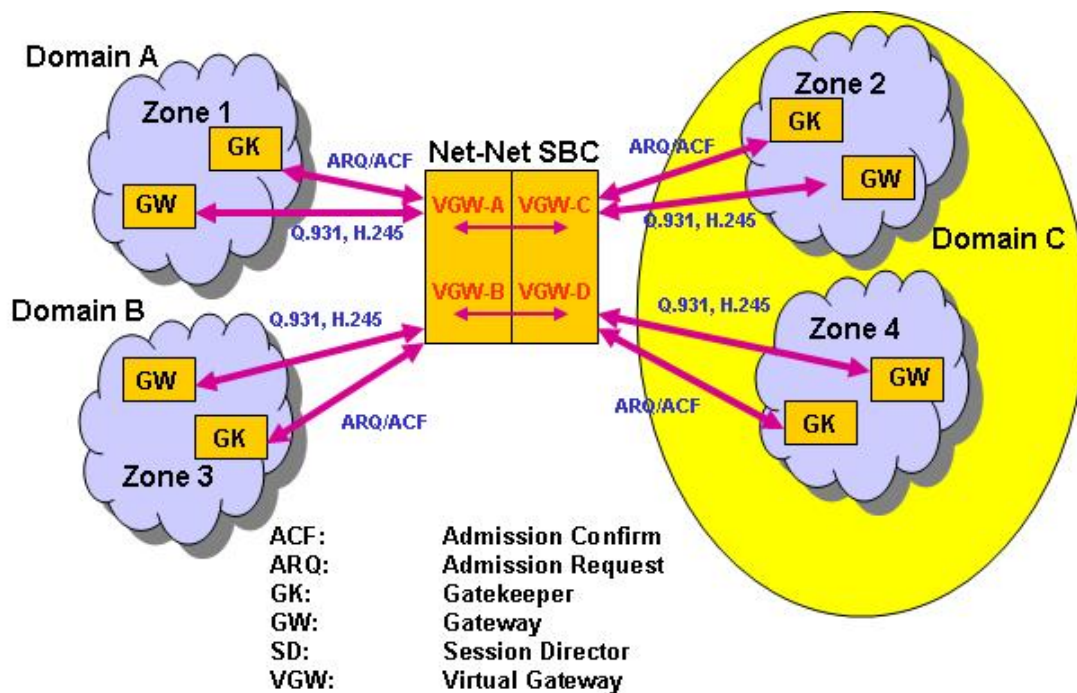 Domain A
Zone 1
GK
GW
ARQ/ACF
Q.931, H.245
Net-Net SBC
VGW-A
VGW-C
VGW-B
VGW-D
ARQ/ACF
Q.931, H.245
Zone 2
GK
GW
Domain C
Domain B
Q.931, H.245
GW
GK
ARQ/ACF
Zone 3
Q.931, H.245
Zone 4
GW
ARQ/ACF
GK
ACF: Admission Confirm
ARQ: Admission Request
GK: Gatekeeper
GW: Gateway
SD: Session Director
VGW: Virtual Gateway